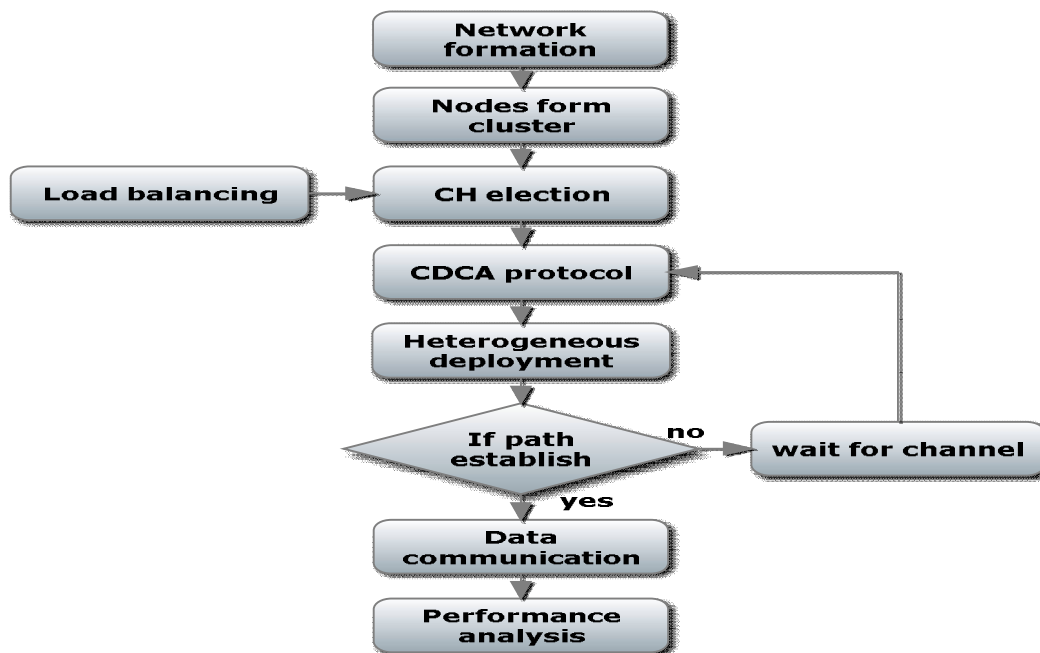 Network
formation
Nodes form
cluster
Load balancing
CH election
CDCA protocol
Heterogeneous
deployment
If path
establish
no
wait for channel
yes
Data
communication
Performance
analysis